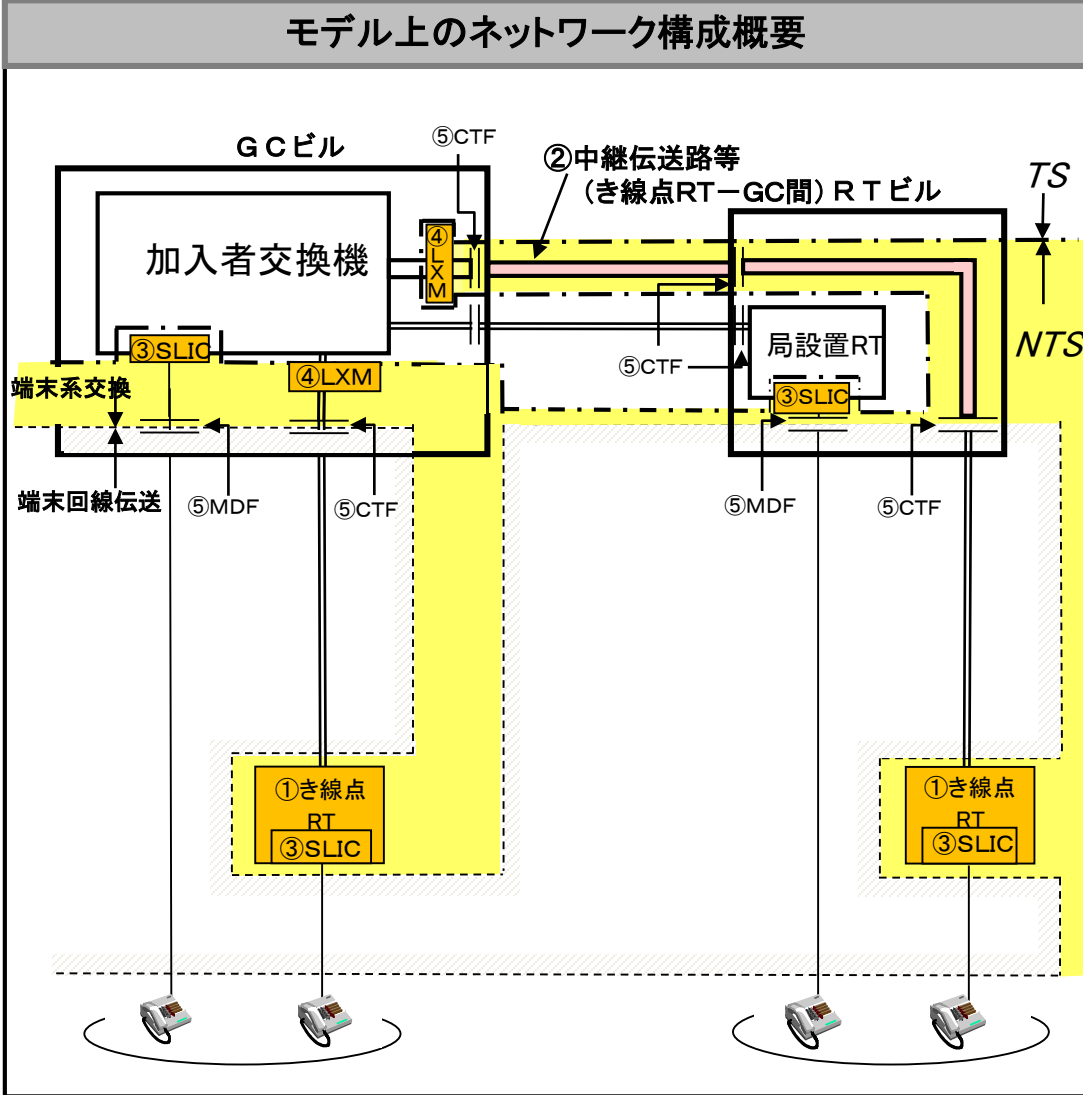 モデル上のネットワーク構成概要
GCビル
⑤CTF
②中継伝送路等
(き線点RT-GC間)
RTビル
TS
加入者交換機
④LXM
NTS
局設置RT
⑤CTF
③SLIC
④LXM
③SLIC
端末系交換
端末回線伝送
⑤MDF
⑤CTF
⑤MDF
⑤CTF
①き線点
RT
③SLIC
①き線点
RT
③SLIC